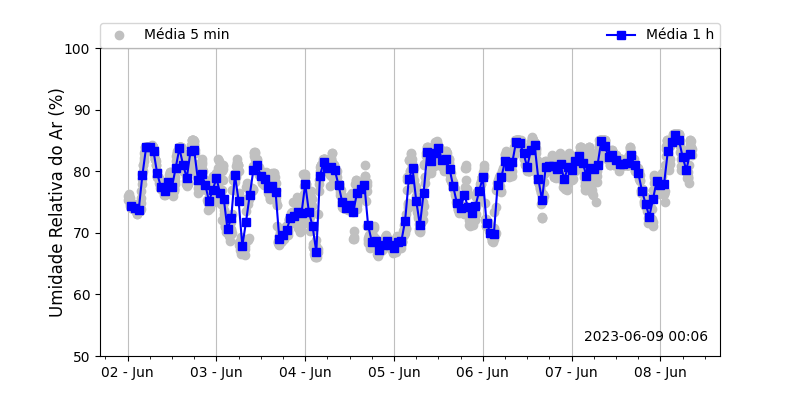 Média 5 min
Média 1 h
Umidade Relativa do Ar (%)
100
90
80
70
60
50
2023-06-09 00:06
02 - Jun
03 - Jun
04 - Jun
05 - Jun
06 - Jun
07 - Jun
08 - Jun